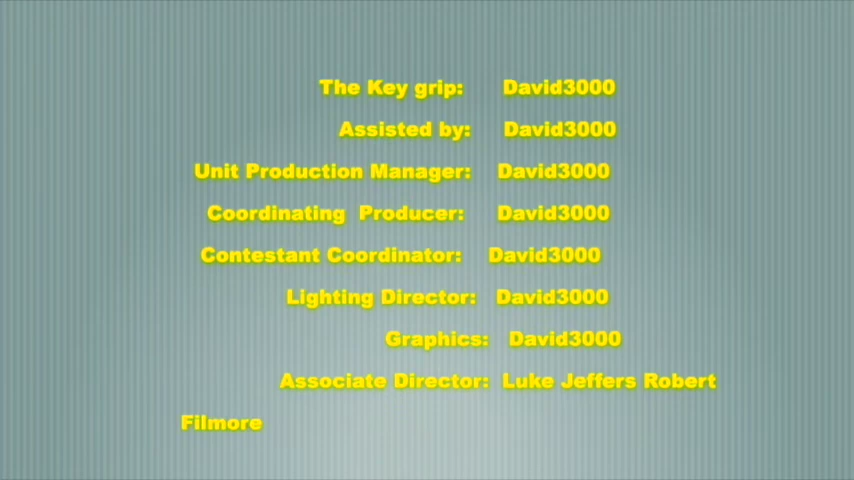 The Key grip: David3000
Assisted by: David3000
Unit Production Manager: David3000
Coordinating Producer: David3000
Contestant Coordinator: David3000
Lighting Director: David3000
Graphics: David3000
Associate Director: Luke Jeffers Robert
Filmore